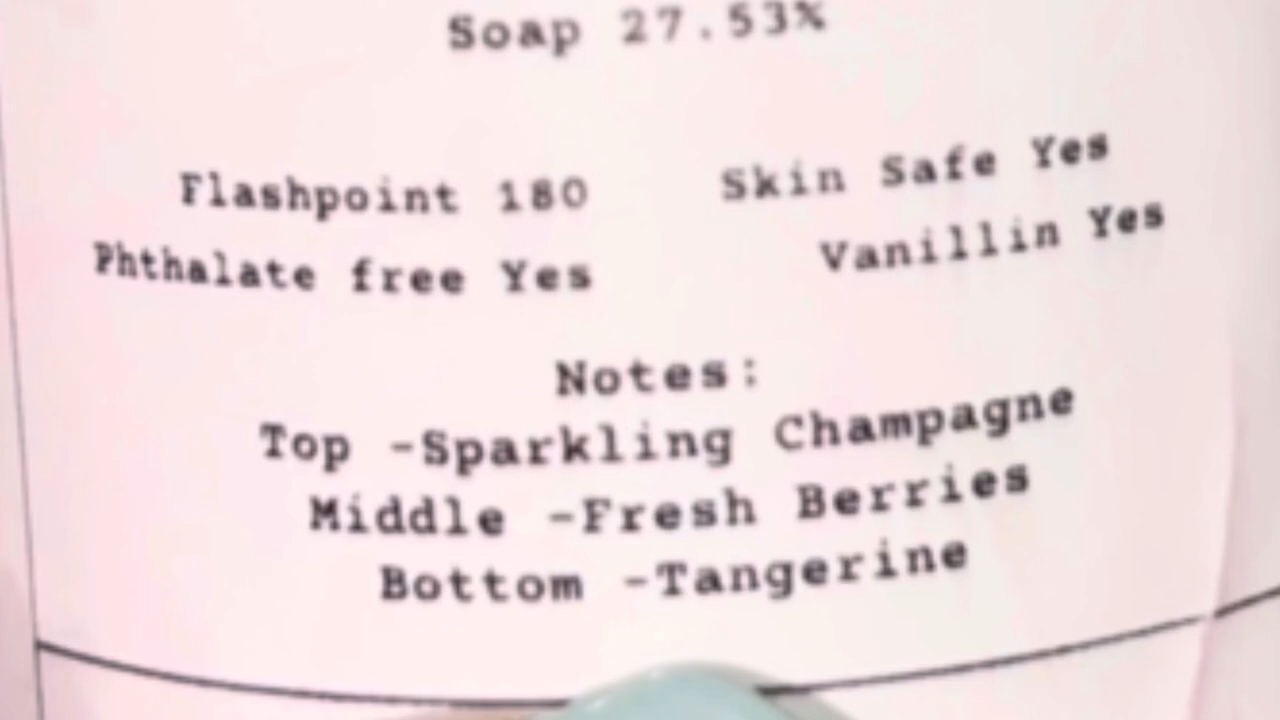 Soap 27.53%
Flashpoint 180 Skin Safe Yes
Phthalate free Yes Vanillin Yes
Notes:
Top -Sparkling Champagne
Middle -Fresh Berries
Bottom -Tangerine